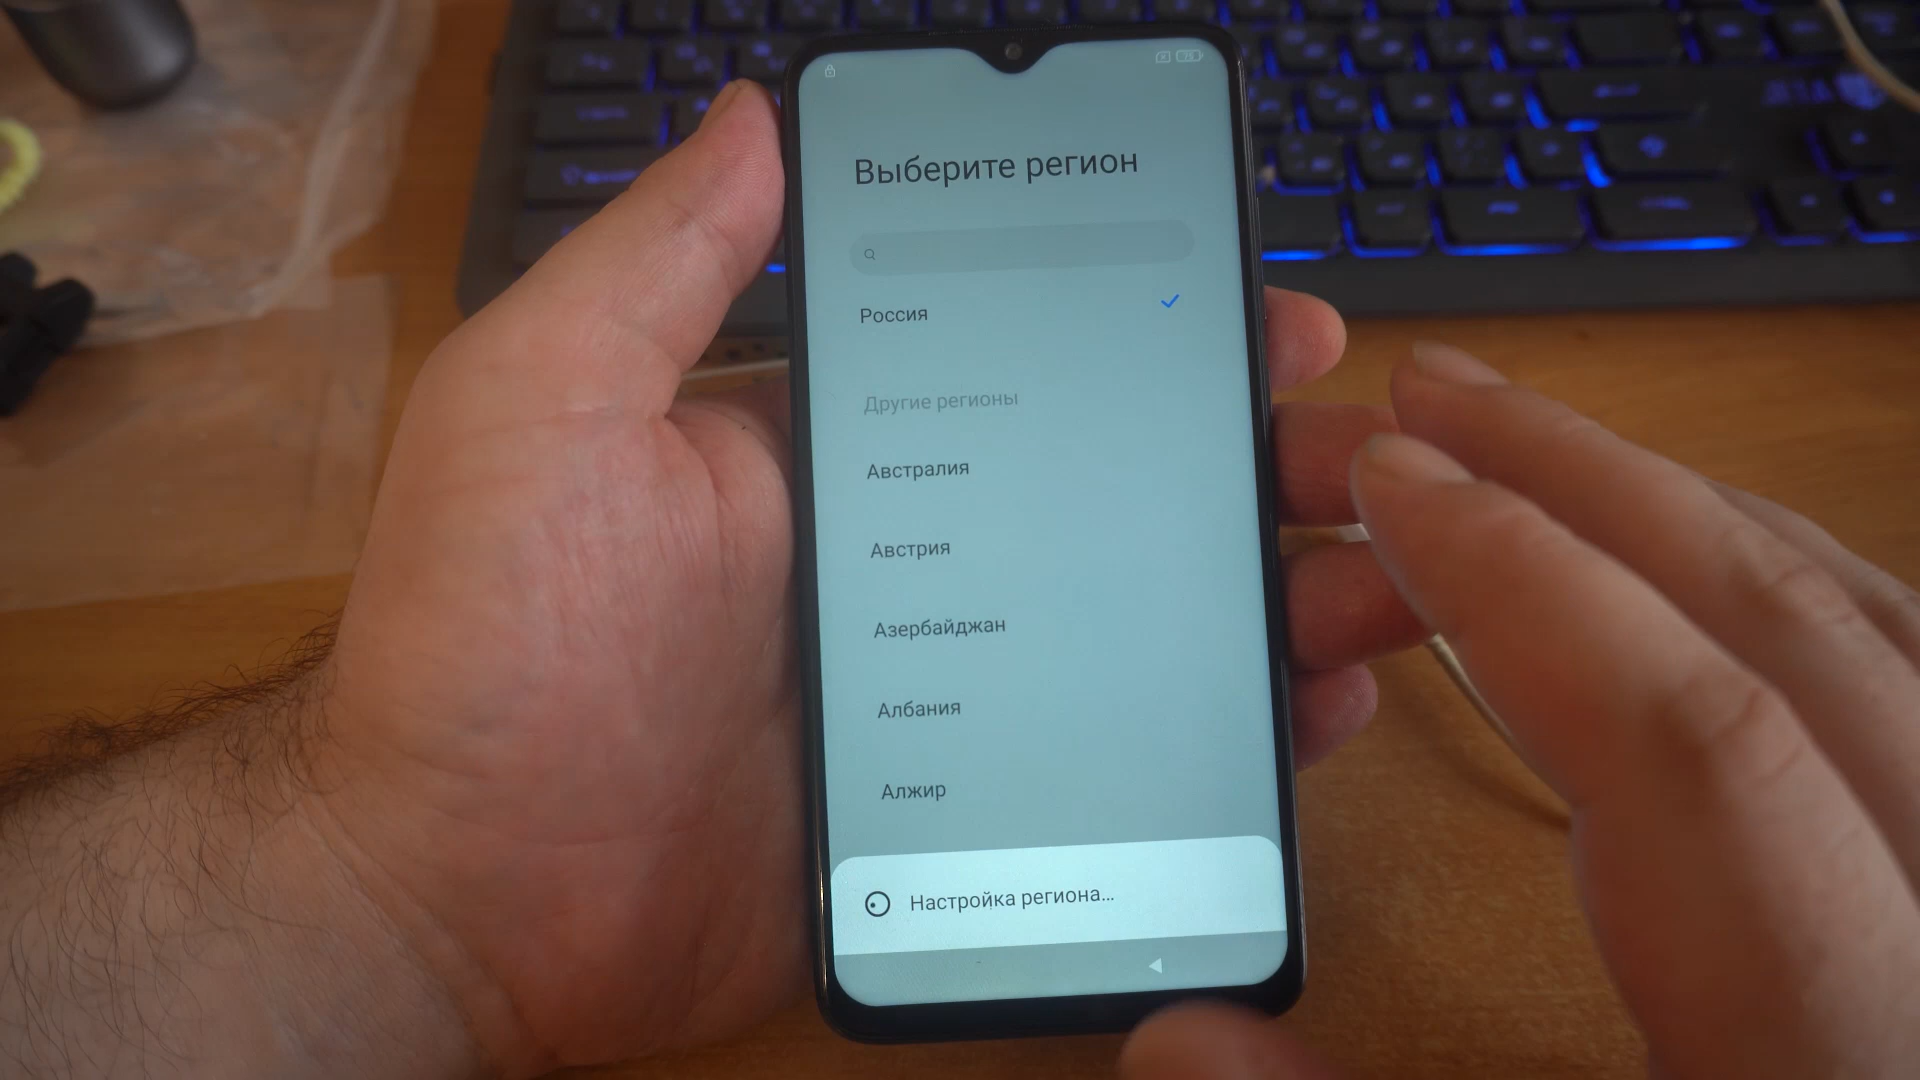 Выберите регион
Россия
Другие регионы
Австралия
Австрия
Азербайджан
Албания
Алжир
Настройка региона...